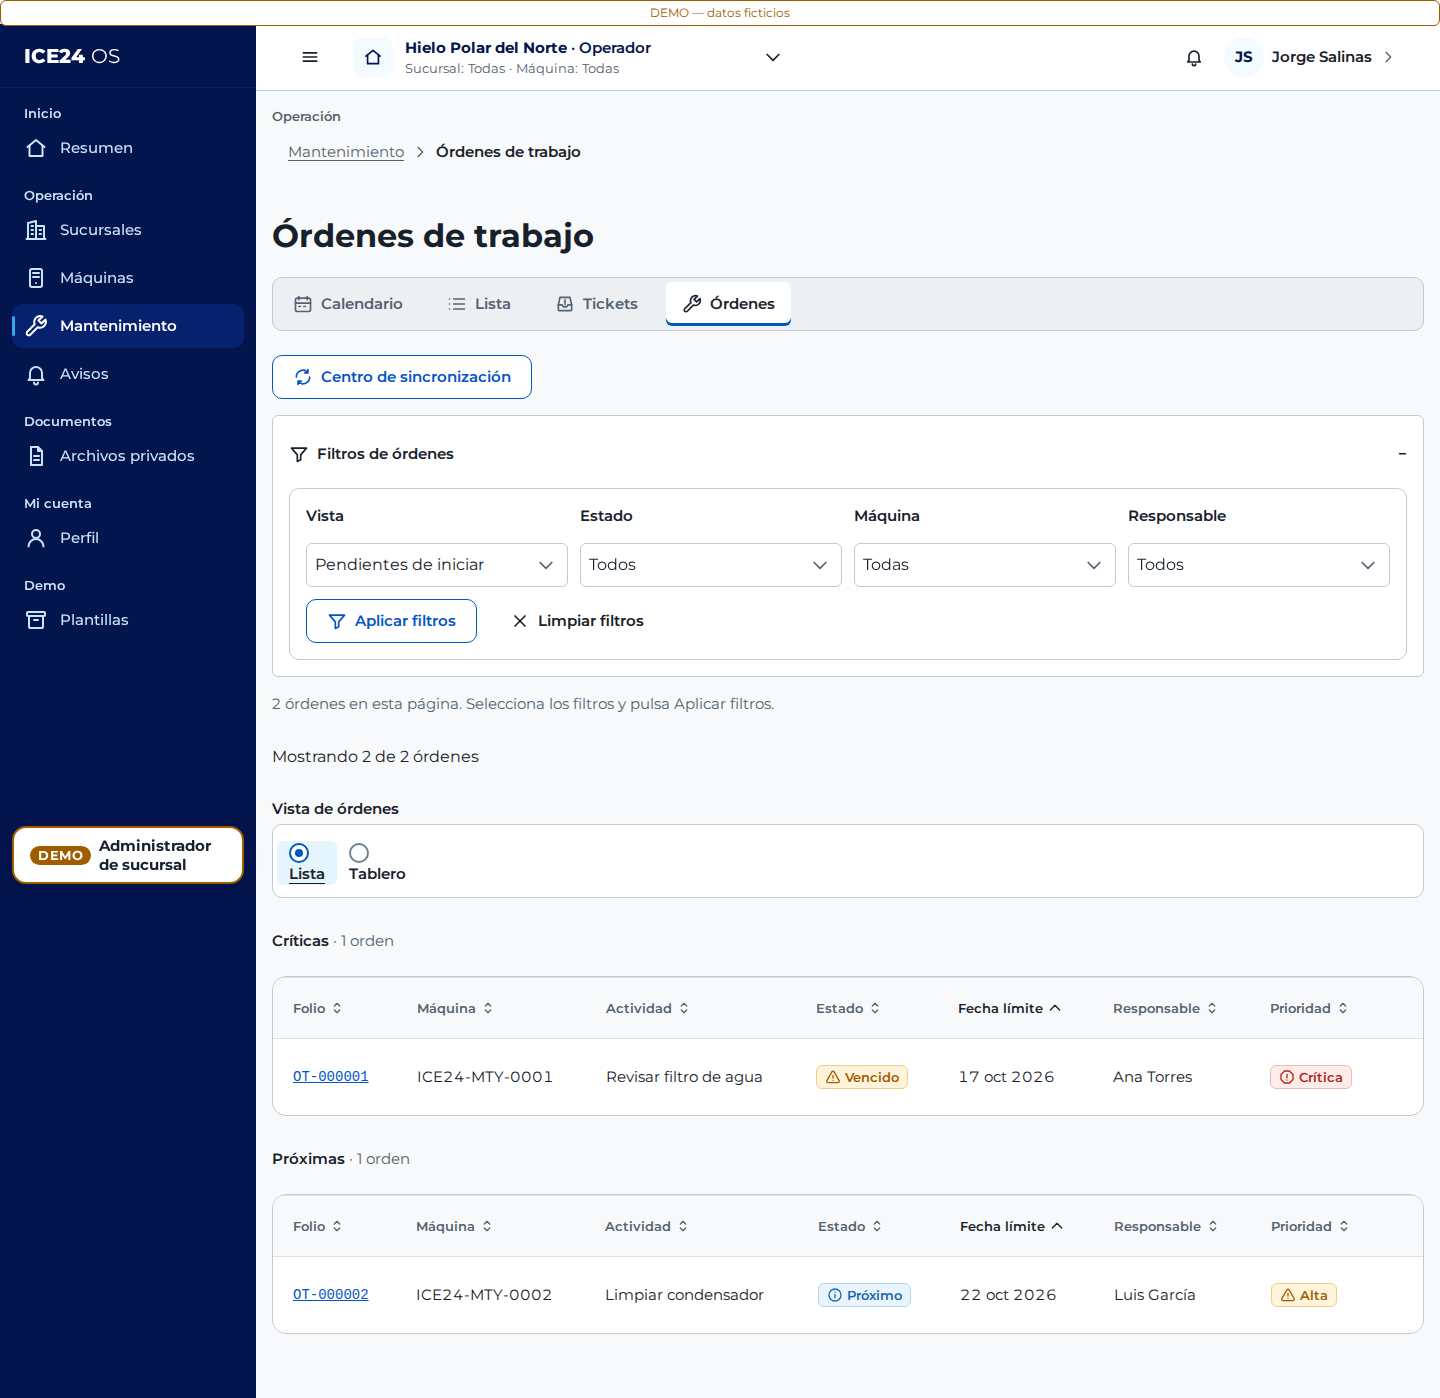 DEMO — datos ficticios
ICE24 OS
Inicio
Resumen
Operación
Sucursales
Máquinas
Mantenimiento
Avisos
Documentos
Archivos privados
Mi cuenta
Perfil
Demo
Plantillas
DEMO
Administrador
de sucursal
Hielo Polar del Norte · Operador
Sucursal: Todas · Máquina: Todas
JS Jorge Salinas
Operación
Mantenimiento > Órdenes de trabajo
Órdenes de trabajo
Calendario Lista Tickets Órdenes
Centro de sincronización
Filtros de órdenes −
Vista Estado Máquina Responsable
Pendientes de iniciar Todos Todas Todos
Aplicar filtros Limpiar filtros
2 órdenes en esta página. Selecciona los filtros y pulsa Aplicar filtros.
Mostrando 2 de 2 órdenes
Vista de órdenes
Lista Tablero
Críticas · 1 orden
Folio Máquina Actividad Estado Fecha límite Responsable Prioridad
OT-000001 ICE24-MTY-0001 Revisar filtro de agua Vencido 17 oct 2026 Ana Torres Crítica
Próximas · 1 orden
Folio Máquina Actividad Estado Fecha límite Responsable Prioridad
OT-000002 ICE24-MTY-0002 Limpiar condensador Próximo 22 oct 2026 Luis García Alta